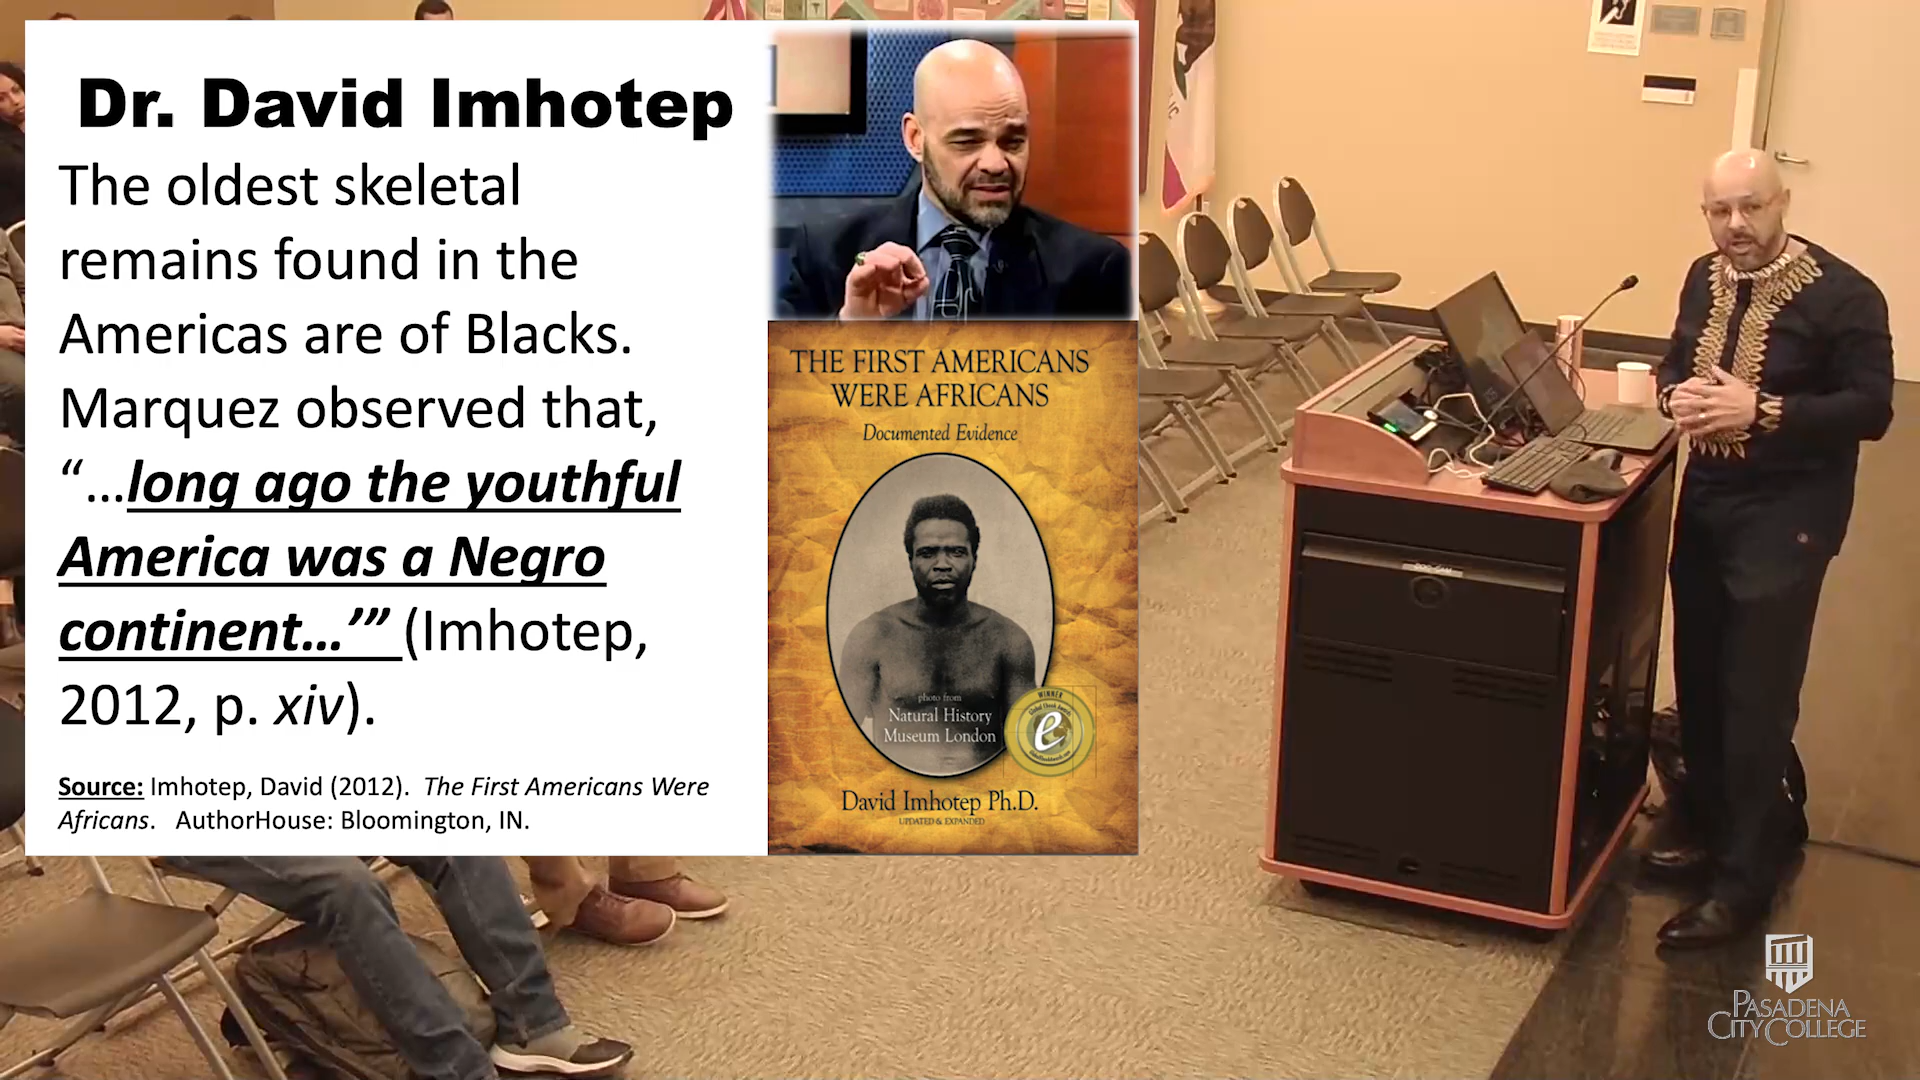 Dr. David Imhotep
The oldest skeletal
remains found in the
Americas are of Blacks.
Marquez observed that,
“…long ago the youthful
America was a Negro
continent…’” (Imhotep,
2012, p. xiv).
Source: Imhotep, David (2012). The First Americans Were
Africans. AuthorHouse: Bloomington, IN.
THE FIRST AMERICANS
WERE AFRICANS
Documented Evidence
photo from
Natural History
Museum London
WINNER
e
David Imhotep Ph.D.
UPDATED & EXPANDED
DOC CAM
PASADENA
CITY COLLEGE